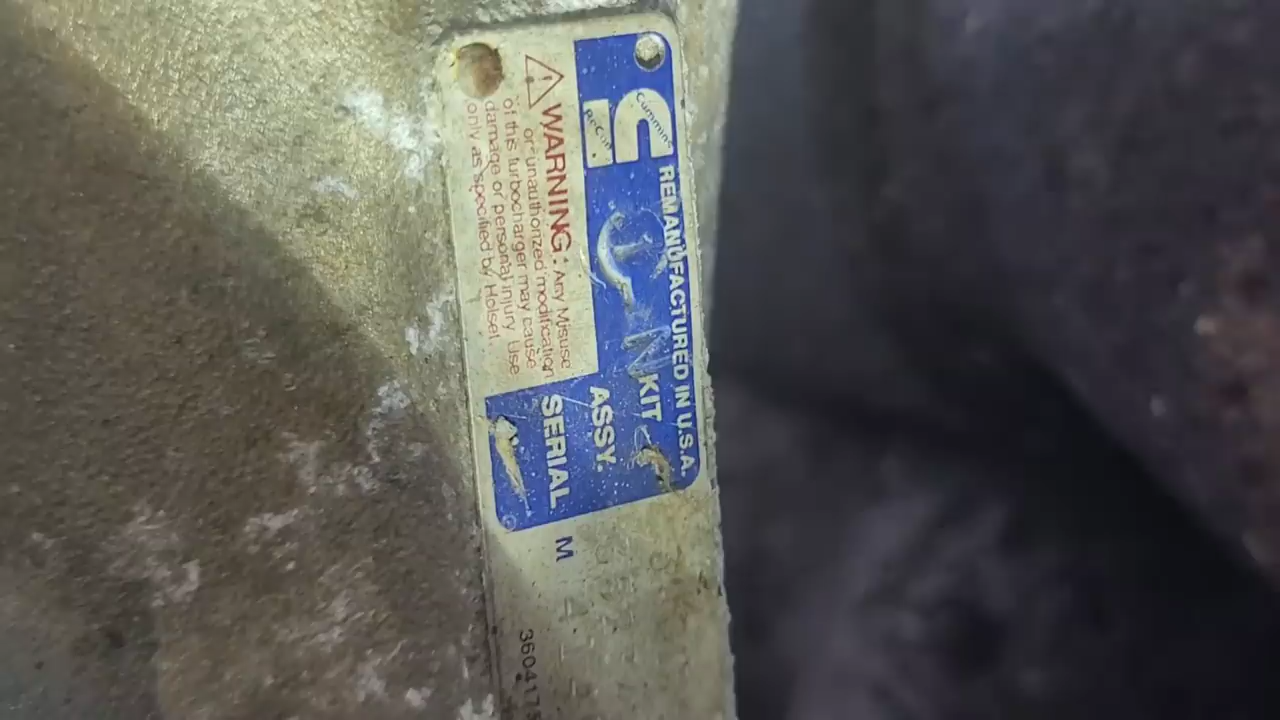 Cummins
ReCon
REMANUFACTURED IN U.S.A.
KIT
ASSY.
SERIAL M
WARNING: Any Misuse
or unauthorized modification
of this turbocharger may cause
damage or personal injury Use
only as specified by Holset.